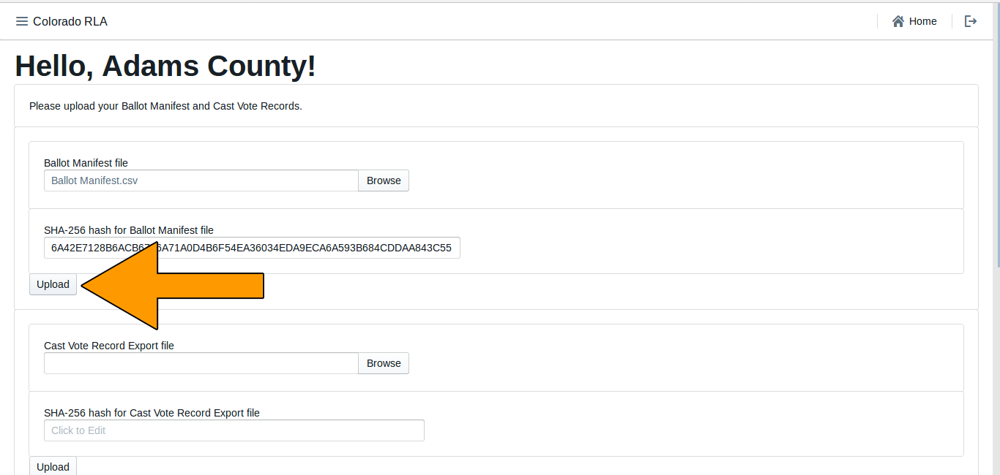 Colorado RLA
Home
Hello, Adams County!
Please upload your Ballot Manifest and Cast Vote Records.
Ballot Manifest file
Ballot Manifest.csv
Browse
SHA-256 hash for Ballot Manifest file
6A42E7128B6ACB67 6A71A0D4B6F54EA36034EDA9ECA6A593B684CDDAA843C55
Upload
Cast Vote Record Export file
Browse
SHA-256 hash for Cast Vote Record Export file
Click to Edit
Upload